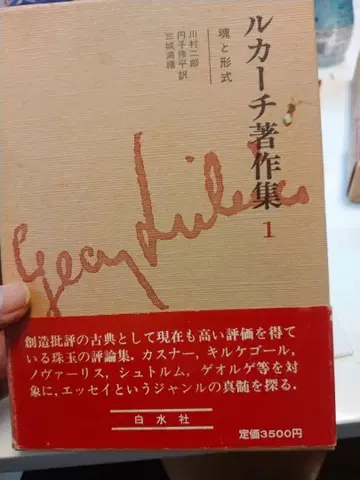 ルカーチ著作集 1
魂と形式
川村二郎
円子修平訳
三城満禧
Georg Lukács
創造批評の古典として現在も高い評価を得て
いる珠玉の評論集．カスナー，キルケゴール，
ノヴァーリス，シュトルム，ゲオルゲ等を対
象に，エッセイというジャンルの真髄を探る．
白水社
定価3500円